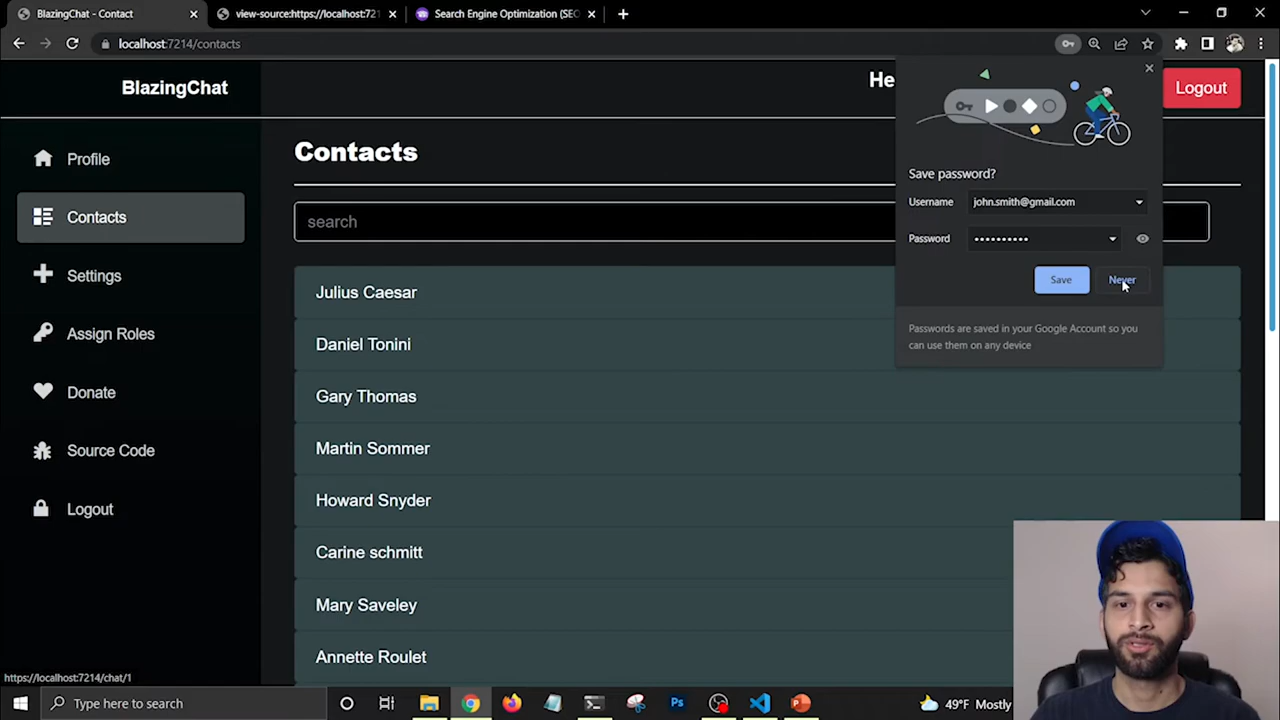 BlazingChat - Contact
view-source:https://localhost:721
Search Engine Optimization (SEO
localhost:7214/contacts
BlazingChat
He
Logout
Profile
Contacts
Settings
Assign Roles
Donate
Source Code
Logout
Contacts
search
Julius Caesar
Daniel Tonini
Gary Thomas
Martin Sommer
Howard Snyder
Carine schmitt
Mary Saveley
Annette Roulet
Save password?
Username john.smith@gmail.com
Password ••••••••••
Save Never
Passwords are saved in your Google Account so you
can use them on any device
https://localhost:7214/chat/1
Type here to search
Ps
49°F Mostly